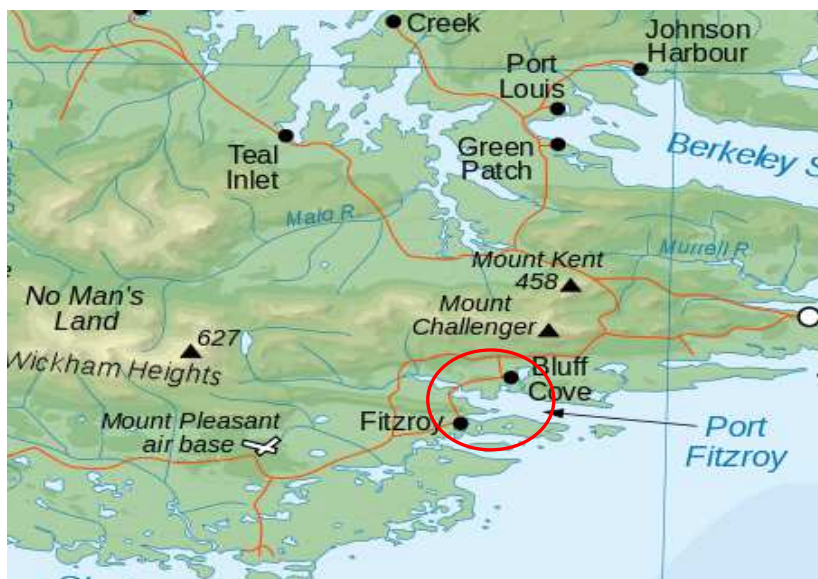 Creek
Johnson
Harbour
Port
Louis
Teal
Inlet
Green
Patch
Berkeley S
Malo R.
Murrell R
Mount Kent
458
No Man's
Land
Mount
Challenger
627
Wickham Heights
Bluff
Cove
Mount Pleasant
air base
Fitzroy
Port
Fitzroy